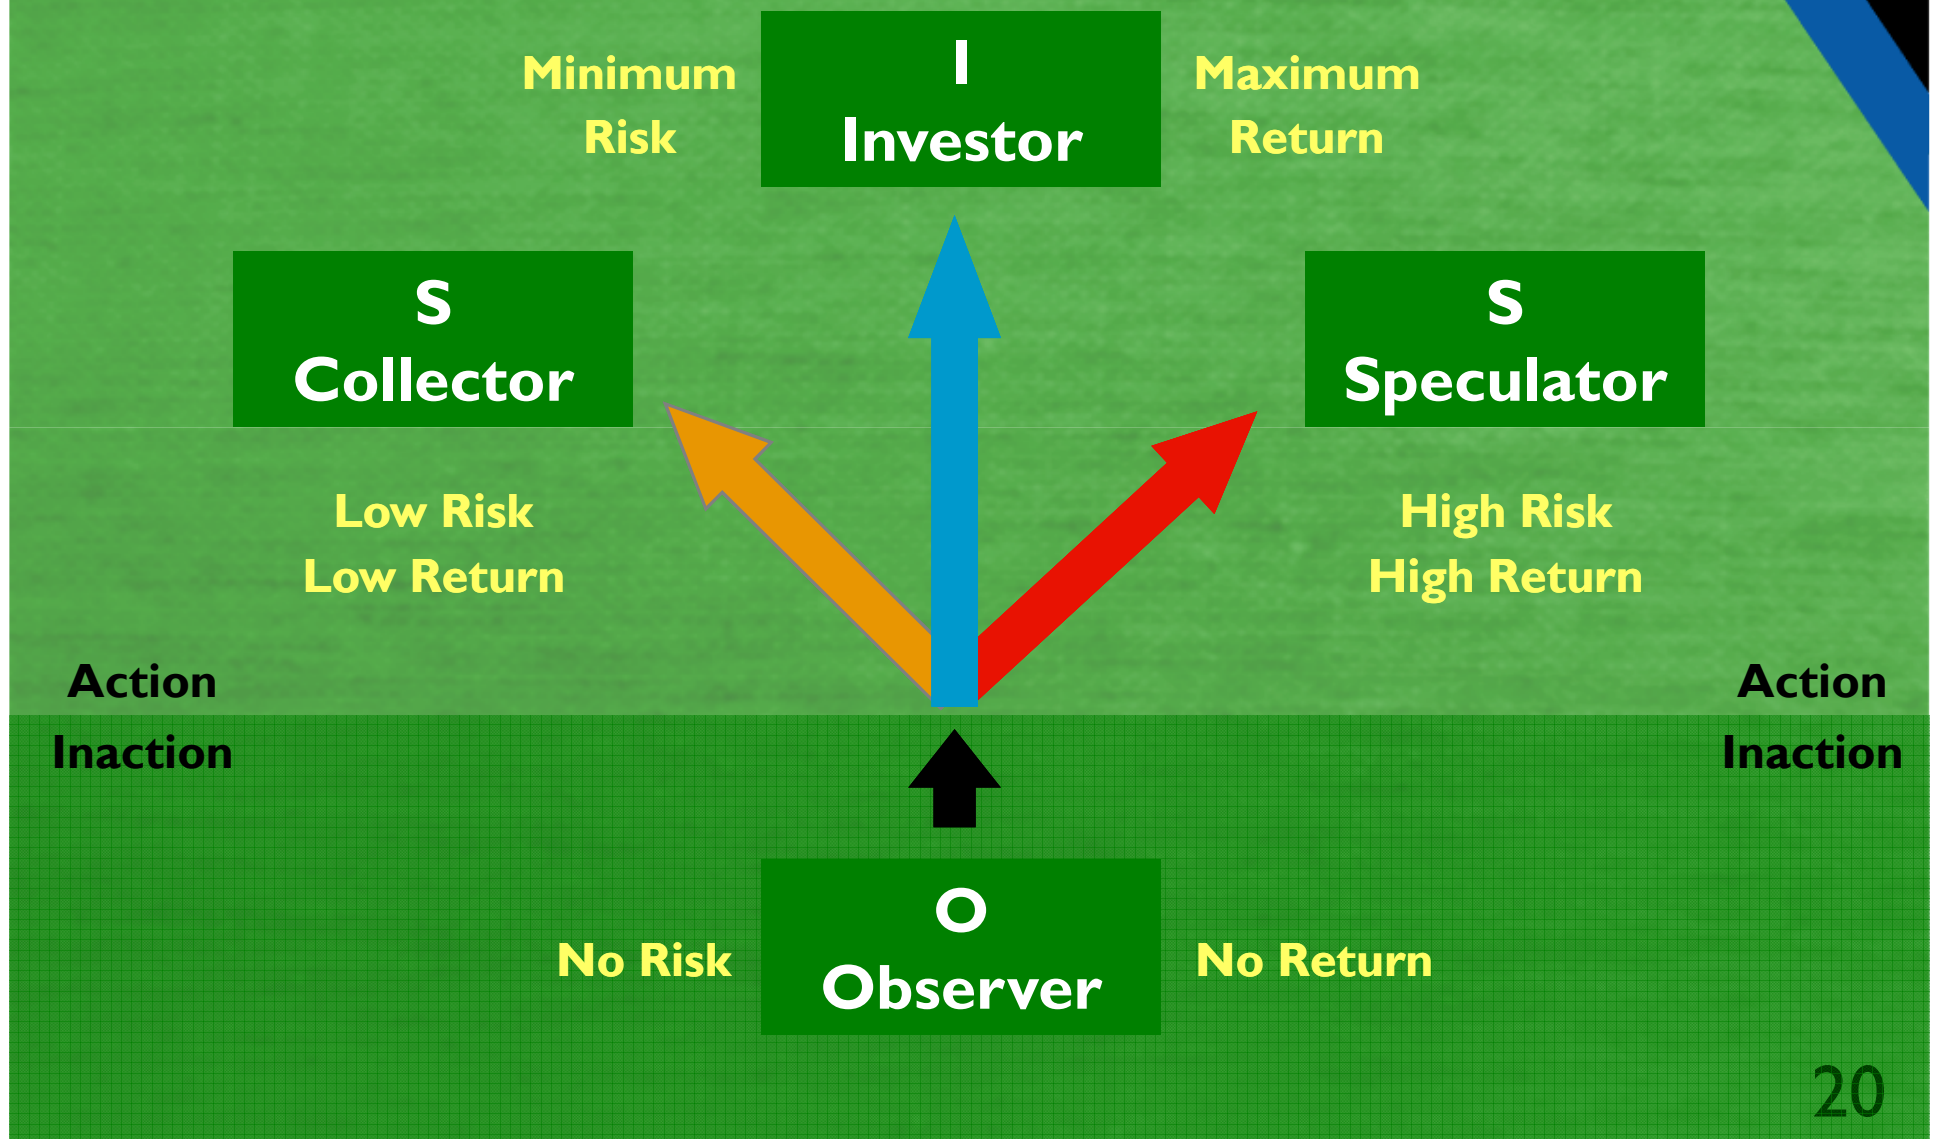 Minimum
Risk
I
Investor
Maximum
Return
S
Collector
S
Speculator
Low Risk
Low Return
High Risk
High Return
Action
Action
Inaction
Inaction
No Risk
O
Observer
No Return
20